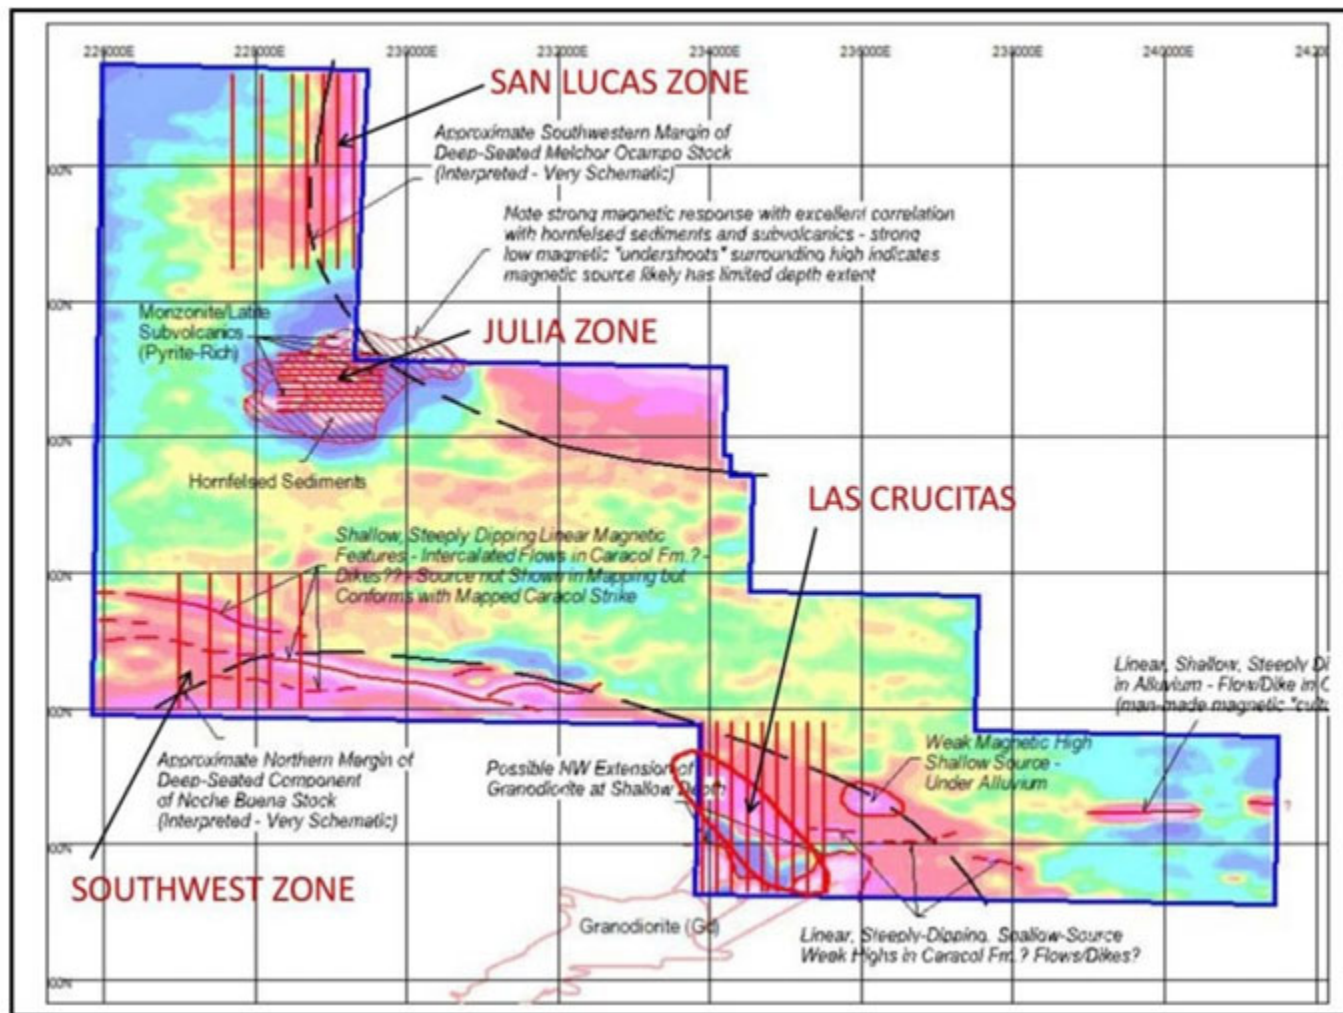 226000E 228000E 230000E 232000E 234000E 236000E 238000E 240000E
SAN LUCAS ZONE
Approximate Southwestern Margin of
Deep-Seated Melchor Ocampo Stock
(Interpreted - Very Schematic)
Note strong magnetic response with excellent correlation
with hornfelsed sediments and subvolcanics - strong
low magnetic "undershoots" surrounding high indicates
magnetic source likely has limited depth extent
Monzonite/Latite
Subvolcanics
(Pyrite-Rich)
JULIA ZONE
Hornfelsed Sediments
LAS CRUCITAS
Shallow, Steeply Dipping Linear Magnetic
Features - Intercalated Flows in Caracol Fm.? -
Dikes?? - Source not Shown in Mapping but
Conforms with Mapped Caracol Strike
Linear, Shallow, Steeply Di
in Alluvium - Flow/Dike in C
(man-made magnetic "cult
Weak Magnetic High
Shallow Source -
Under Alluvium
Approximate Northern Margin of
Deep-Seated Component
of Noche Buena Stock
(Interpreted - Very Schematic)
Possible NW Extension of
Granodiorite at Shallow Depth
?
SOUTHWEST ZONE
Granodiorite (Gd)
Linear, Steeply-Dipping, Shallow-Source
Weak Highs in Caracol Fm.? Flows/Dikes?